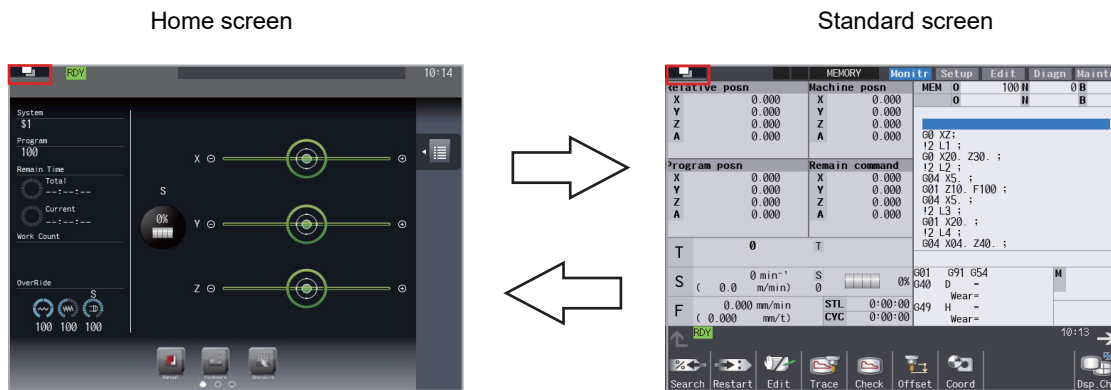 Home screen
Standard screen
RDY
10:14
System
$1
Program
100
Remain Time
Total
--:--:--
Current
--:--:--
Work Count
OverRide
S
100 100 100
S
0%
X
Y
Z
Manual
MEMORY Monitr Setup Edit Diagn Mainte
Relative posn
X 0.000
Y 0.000
Z 0.000
A 0.000
Machine posn
X 0.000
Y 0.000
Z 0.000
A 0.000
MEM O 100 N 0 B
O N B
G0 XZ;
!2 L1 ;
G0 X20. Z30. ;
!2 L2 ;
G04 X5. ;
G01 Z10. F100 ;
G04 X5. ;
!2 L3 ;
G01 X20. ;
!2 L4 ;
G04 X04. Z40. ;
Program posn
X 0.000
Y 0.000
Z 0.000
A 0.000
Remain command
X 0.000
Y 0.000
Z 0.000
A 0.000
T 0 T
S 0 min⁻¹ S 0%
( 0.0 m/min) 0
F 0.000 mm/min STL 0:00:00
( 0.000 mm/t) CYC 0:00:00
G01 G91 G54 M
G40 D -
Wear=
G49 H -
Wear=
RDY
10:13
Search Restart Edit Trace Check Offset Coord